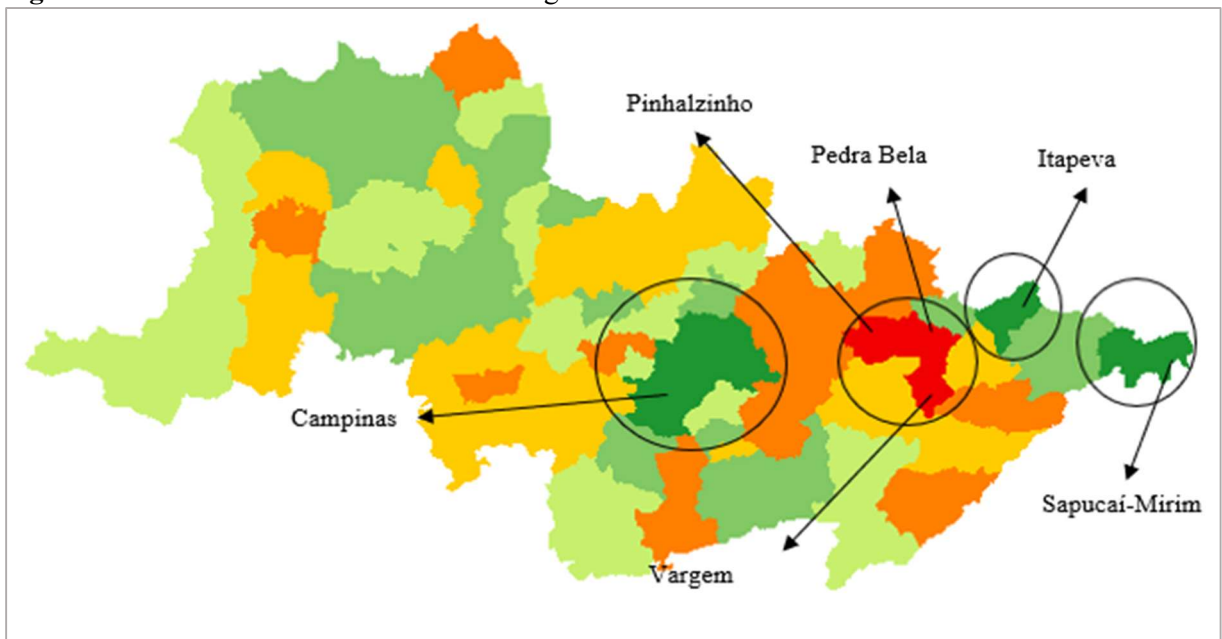 Pinhalzinho
Pedra Bela
Itapeva
Campinas
Sapucaí-Mirim
Vargem